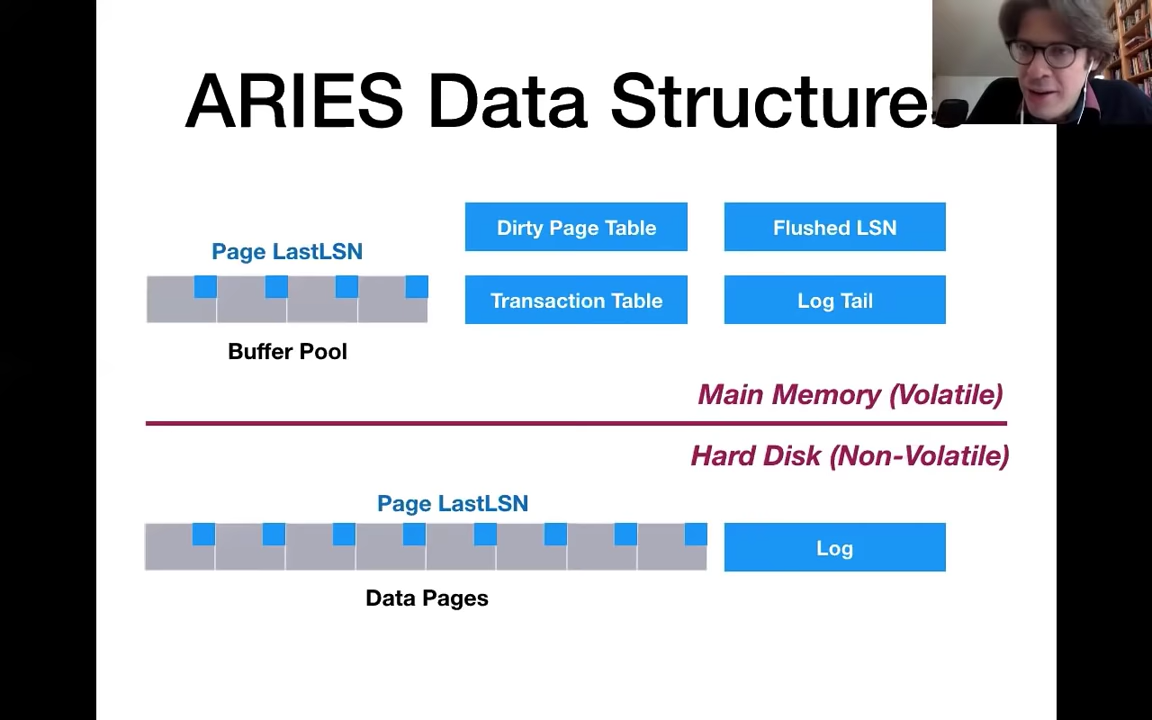 ARIES Data Structures
Dirty Page Table
Flushed LSN
Page LastLSN
Transaction Table
Log Tail
Buffer Pool
Main Memory (Volatile)
Hard Disk (Non-Volatile)
Page LastLSN
Log
Data Pages